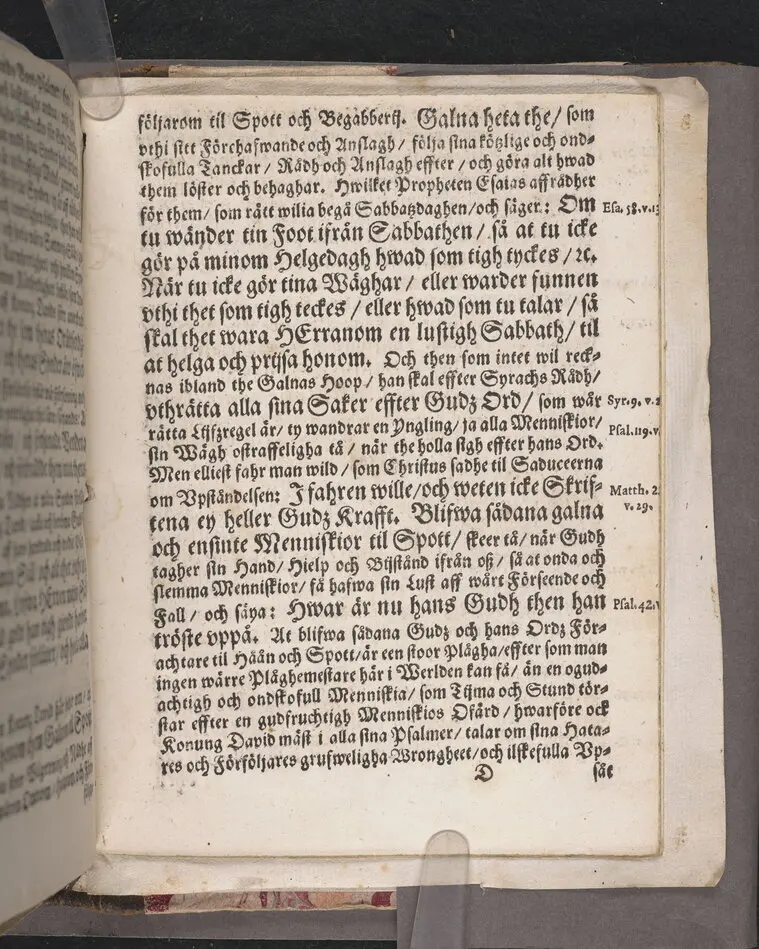 följarom til Spott och Begabberij. Galna heta the/ som
vthi sitt Förehafwande och Anslagh/ följa sina kötzlige och ond-
skofulla Tanckar/ Rådh och Anslagh effter/ och göra alt hwad
them löster och behaghar. Hwilket Propheten Esaias affrådher
för them/ som rätt wilia begå Sabbatzdaghen/ och säger: Om
Esa. 58. v. 13
tu wänder tin Foot ifrån Sabbathen/ så at tu icke
gör på minom Helgedagh hwad som tigh tyckes/ ꝛc.
När tu icke gör tina Wäghar/ eller warder funnen
vthi thet som tigh teckes/ eller hwad som tu talar/ så
skal thet wara HErranom en lustigh Sabbath/ til
at helga och prijsa honom. Och then som intet wil reck-
nas ibland the Galnas Hoop/ han skal effter Syrachs Rådh/
vthrätta alla sina Saker effter Gudz Ord/ som wår
Syr. 9. v.
rätta Lijfzregel är/ ty wandrar en Yngling/ ja alla Menniskior/
Psal. 119. v.
sin Wägh ostraffeligha tå/ när the holla sigh effter hans Ord.
Men elliest fahr man wild/ som Christus sadhe til Saduceerna
om Vpståndelsen: I fahren wille/ och weten icke Skrif-
Matth. 2
v. 29.
tena ey heller Gudz Krafft. Blifwa sådana galna
och ensinte Menniskior til Spott/ skeer tå/ när Gudh
tagher sin Hand/ Hielp och Bijstånd ifrån oß/ så at onda och
slemma Menniskior/ få hafwa sin Lust aff wårt Förseende och
Fall/ och säya: Hwar är nu hans Gudh then han
Psal. 42. v
tröste vppå. At blifwa sådana Gudz och hans Ordz För-
achtare til Håån och Spott/ är en stoor Plågha/ effter som man
ingen wärre Plåghemestare här i Werlden kan få/ än en ogud-
achtigh och ondskofull Menniskia/ som Tijma och Stund tör-
star effter en gudfruchtigh Menniskios Ofärd/ hwarföre ock
Konung David mäst i alla sina Psalmer/ talar om sina Hata-
res och Förföljares grufweligha Wrongheet/ och ilskefulla Vp-
D
såt